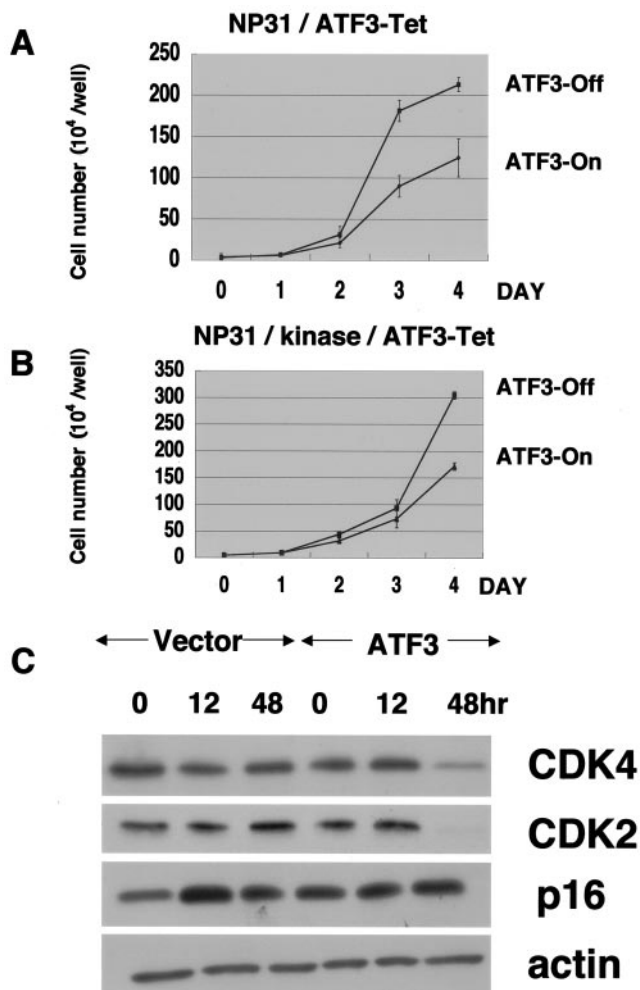 A
NP31 / ATF3-Tet
Cell number (10⁴ /well)
250
200
150
100
50
0
0 1 2 3 4 DAY
ATF3-Off
ATF3-On
B
NP31 / kinase / ATF3-Tet
Cell number (10⁴ /well)
350
300
250
200
150
100
50
0
0 1 2 3 4 DAY
ATF3-Off
ATF3-On
C
Vector ATF3
0 12 48 0 12 48hr
CDK4
CDK2
p16
actin